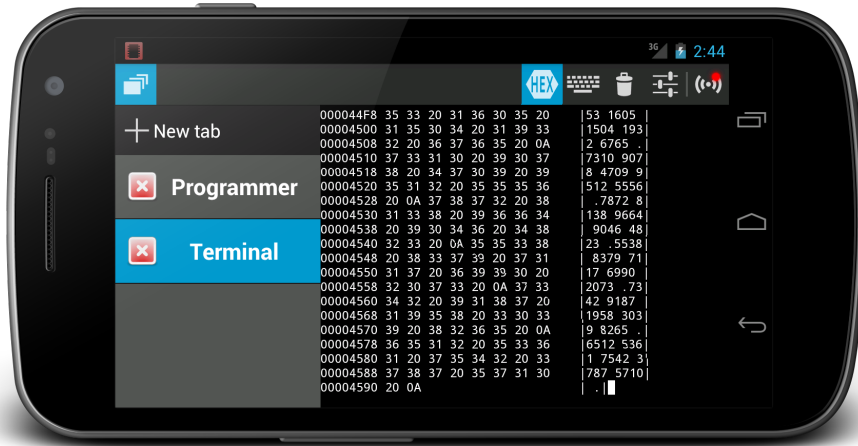 3G 2:44
HEX
New tab
Programmer
Terminal
000044F8 35 33 20 31 36 30 35 20 |53 1605 |
00004500 31 35 30 34 20 31 39 33 |1504 193|
00004508 32 20 36 37 36 35 20 0A |2 6765 .|
00004510 37 33 31 30 20 39 30 37 |7310 907|
00004518 38 20 34 37 30 39 20 39 |8 4709 9|
00004520 35 31 32 20 35 35 35 36 |512 5556|
00004528 20 0A 37 38 37 32 20 38 | .7872 8|
00004530 31 33 38 20 39 36 36 34 |138 9664|
00004538 20 39 30 34 36 20 34 38 | 9046 48|
00004540 32 33 20 0A 35 35 33 38 |23 .5538|
00004548 20 38 33 37 39 20 37 31 | 8379 71|
00004550 31 37 20 36 39 39 30 20 |17 6990 |
00004558 32 30 37 33 20 0A 37 33 |2073 .73|
00004560 34 32 20 39 31 38 37 20 |42 9187 |
00004568 31 39 35 38 20 33 30 33 |1958 303|
00004570 39 20 38 32 36 35 20 0A |9 8265 .|
00004578 36 35 31 32 20 35 33 36 |6512 536|
00004580 31 20 37 35 34 32 20 33 |1 7542 3|
00004588 37 38 37 20 35 37 31 30 |787 5710|
00004590 20 0A | .|